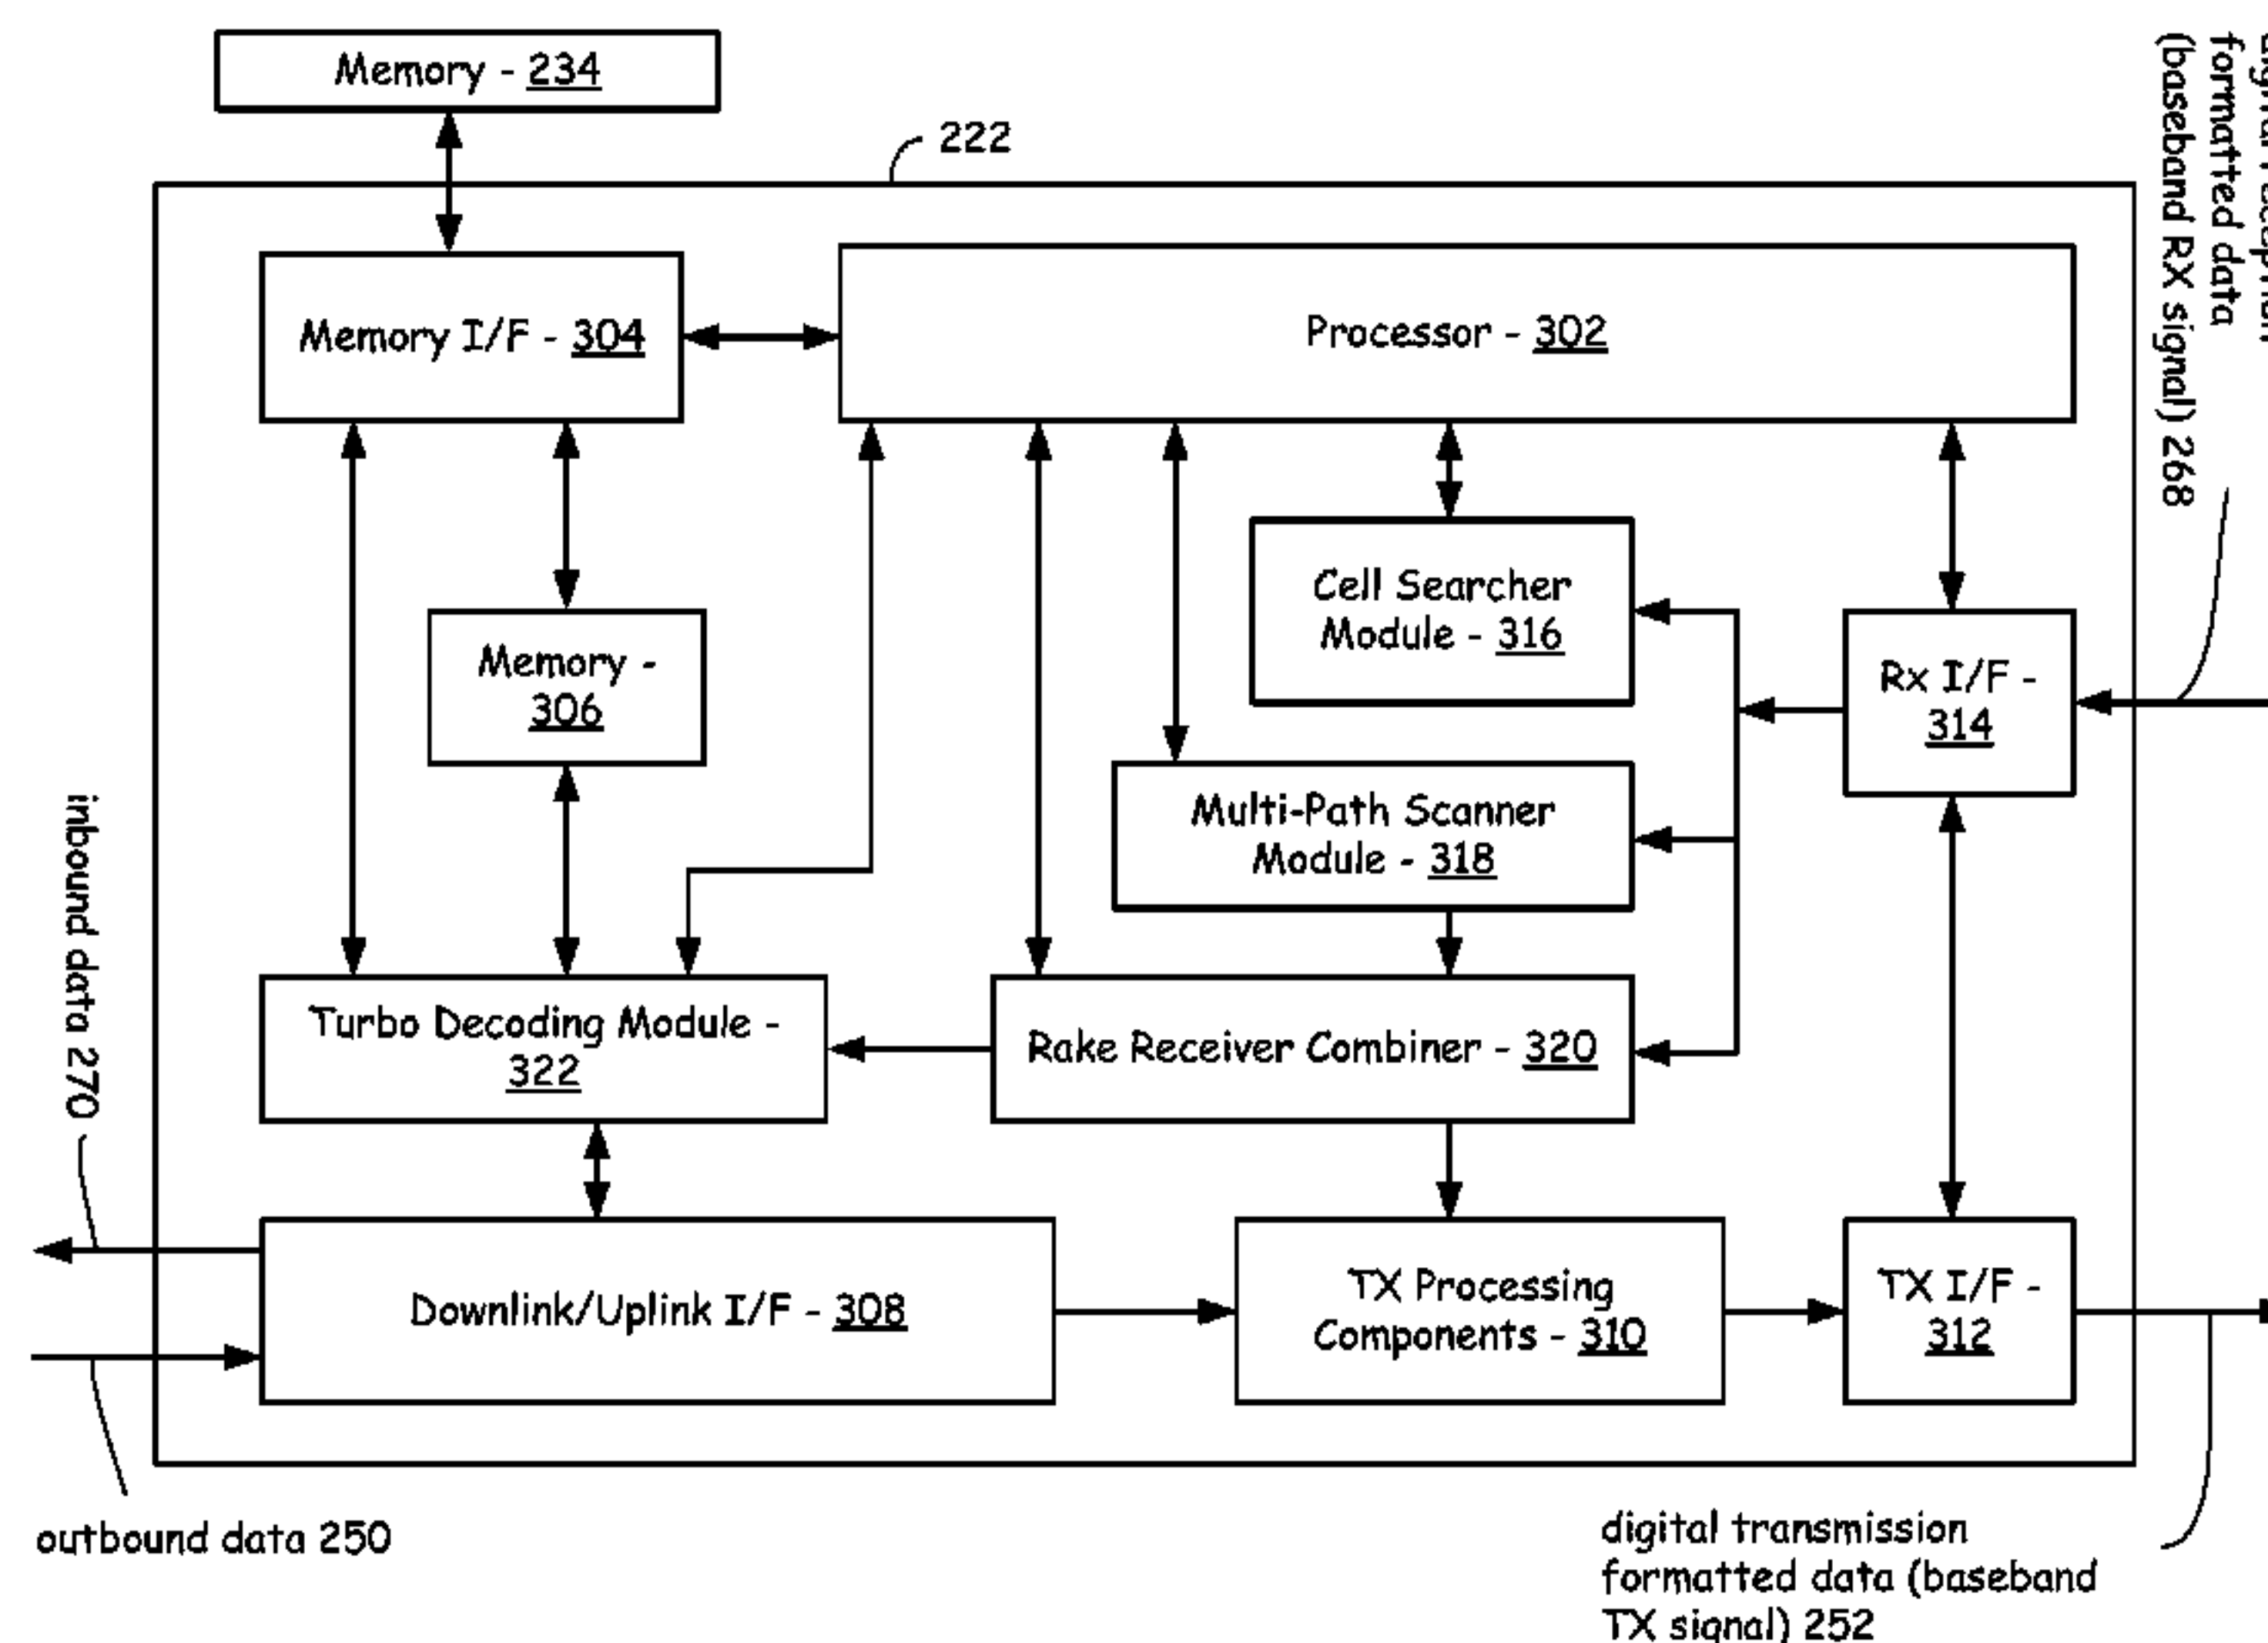 Memory - 234
222
formatted data
(baseband RX signal) 268
Memory I/F - 304
Processor - 302
Cell Searcher
Module - 316
Memory -
306
Rx I/F -
314
Multi-Path Scanner
Module - 318
inbound data 270
Turbo Decoding Module -
322
Rake Receiver Combiner - 320
Downlink/Uplink I/F - 308
TX Processing
Components - 310
TX I/F -
312
outbound data 250
digital transmission
formatted data (baseband
TX signal) 252